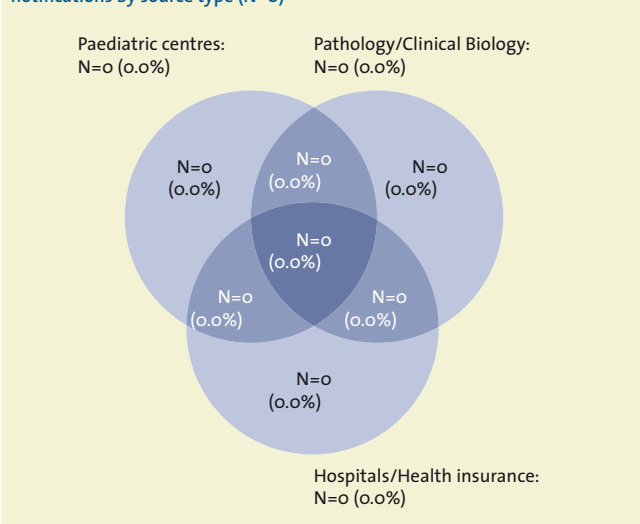 notifications by source type (N=0)
Paediatric centres:
N=0 (0.0%)
Pathology/Clinical Biology:
N=0 (0.0%)
N=0
(0.0%)
N=0
(0.0%)
N=0
(0.0%)
N=0
(0.0%)
N=0
(0.0%)
N=0
(0.0%)
N=0
(0.0%)
Hospitals/Health insurance:
N=0 (0.0%)